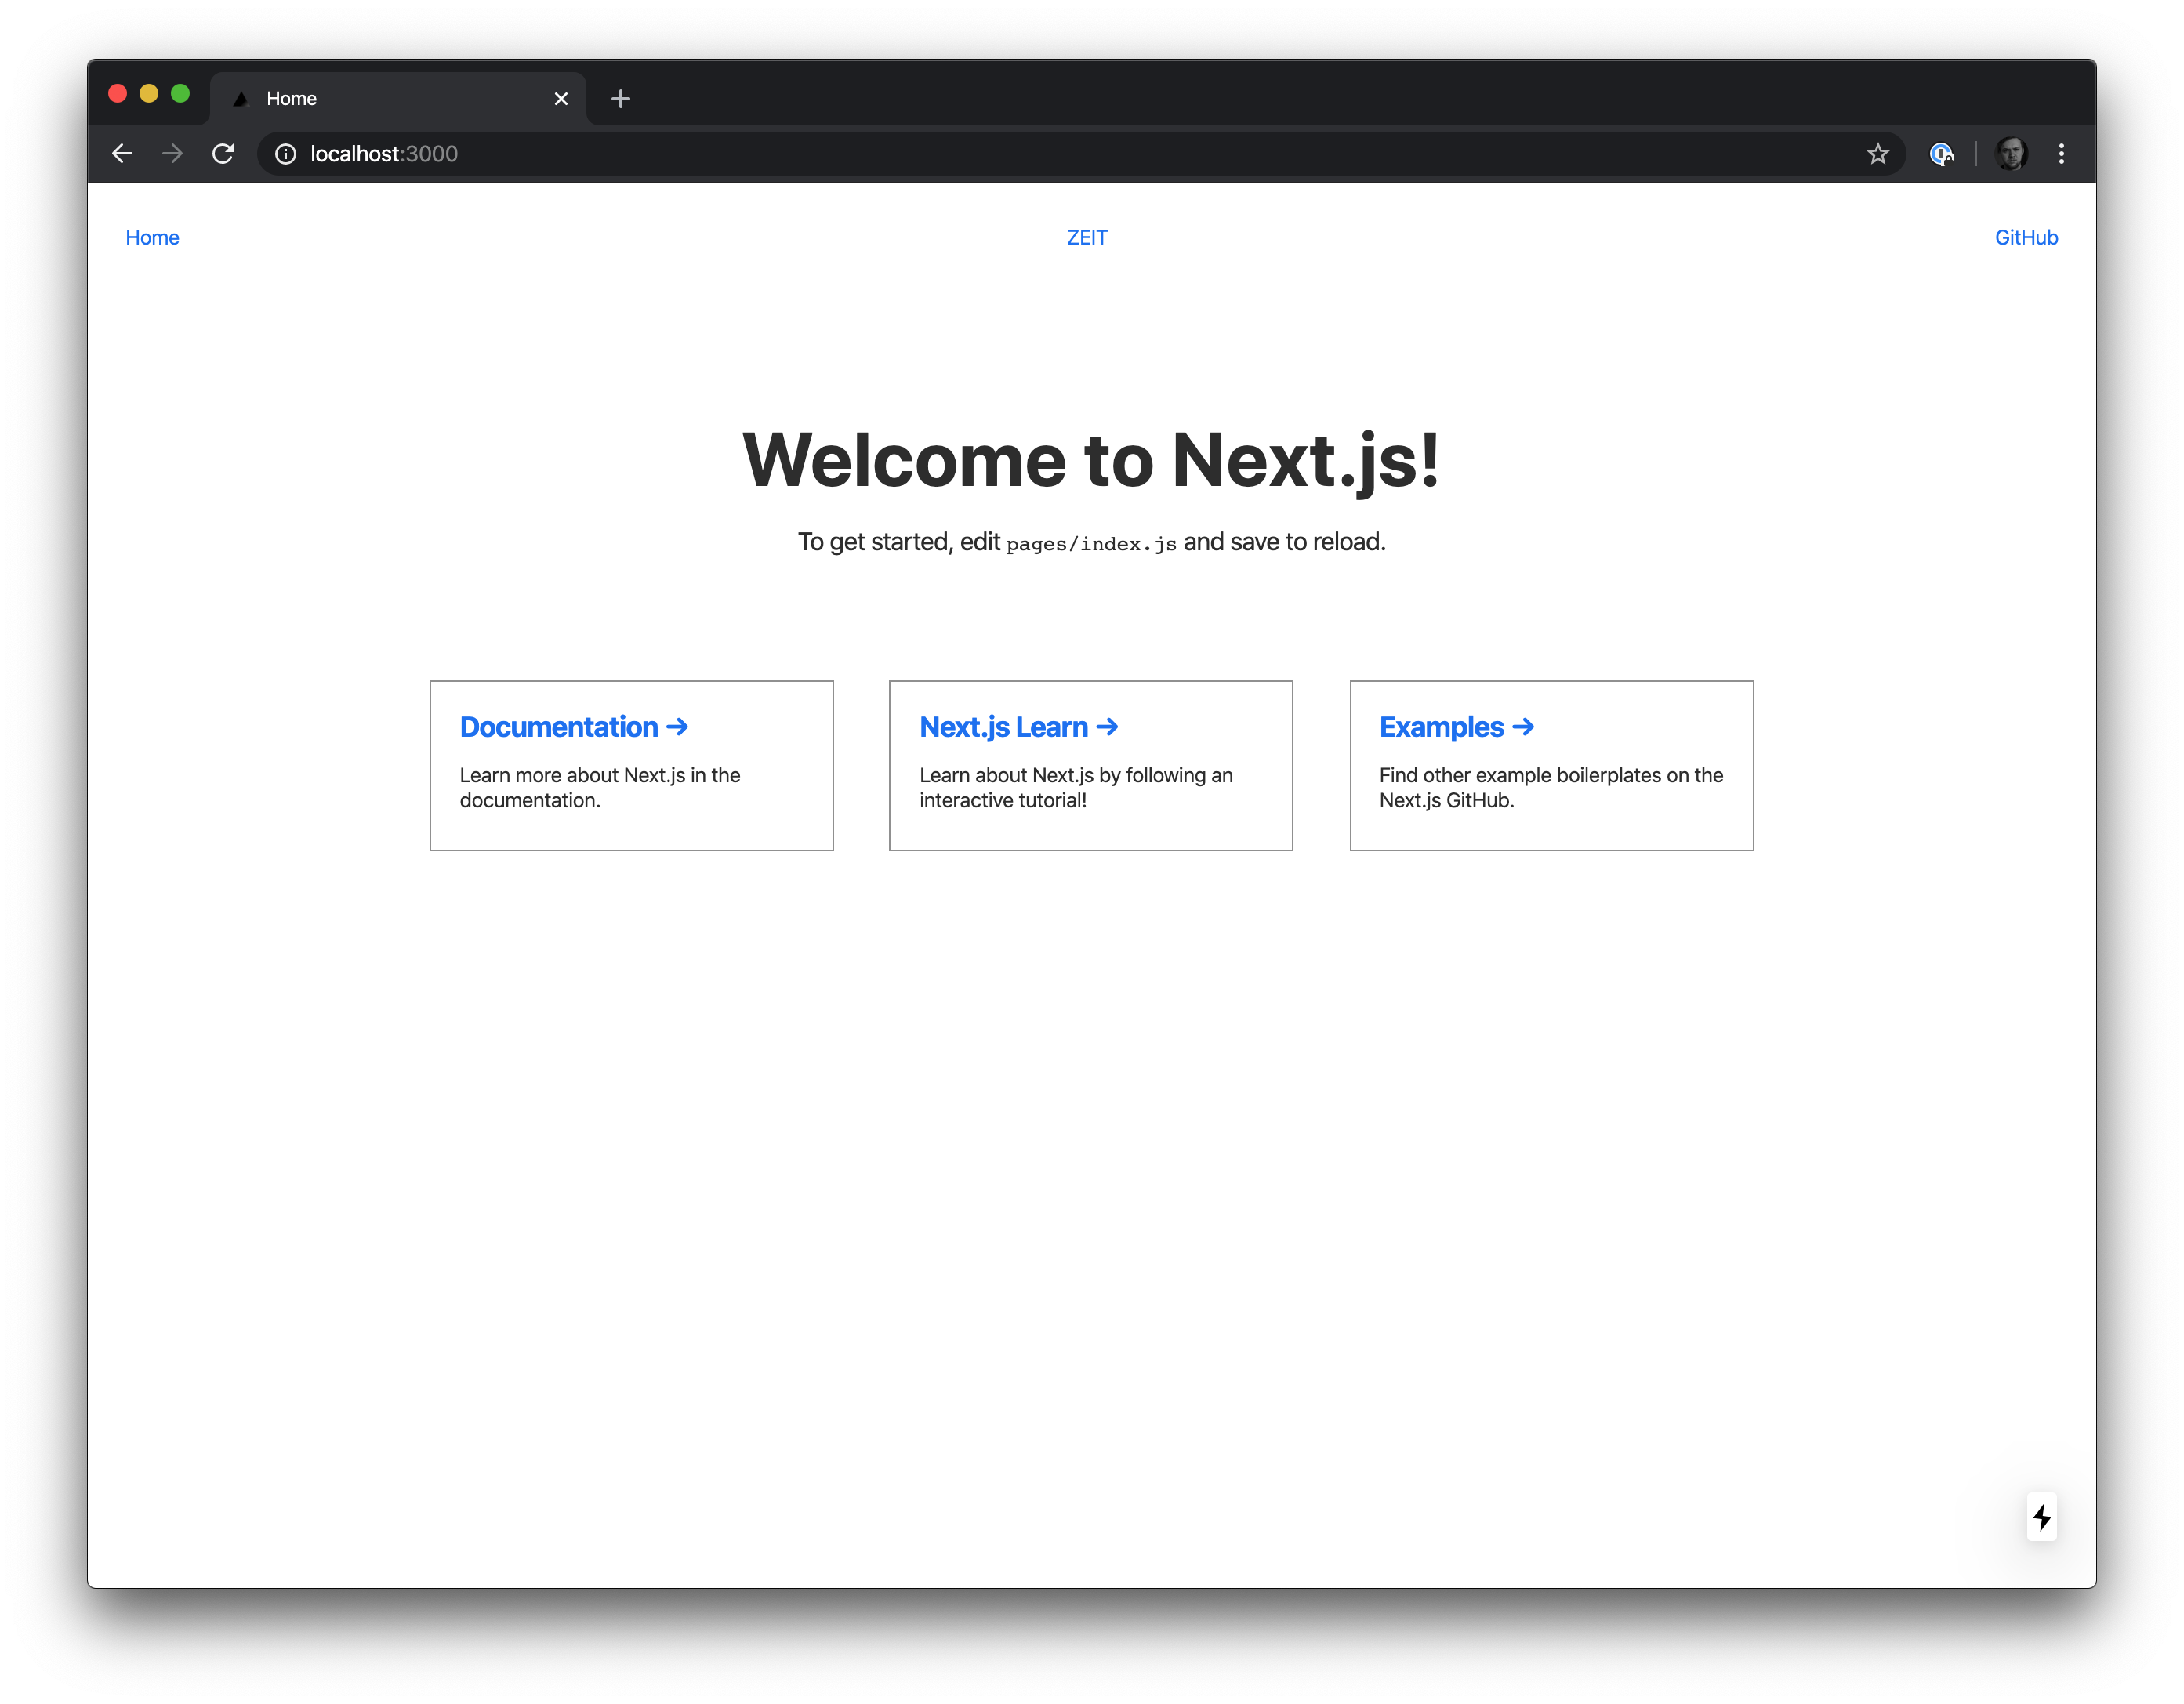 Home
localhost:3000
Home ZEIT GitHub
Welcome to Next.js!
To get started, edit pages/index.js and save to reload.
Documentation →
Learn more about Next.js in the
documentation.
Next.js Learn →
Learn about Next.js by following an
interactive tutorial!
Examples →
Find other example boilerplates on the
Next.js GitHub.